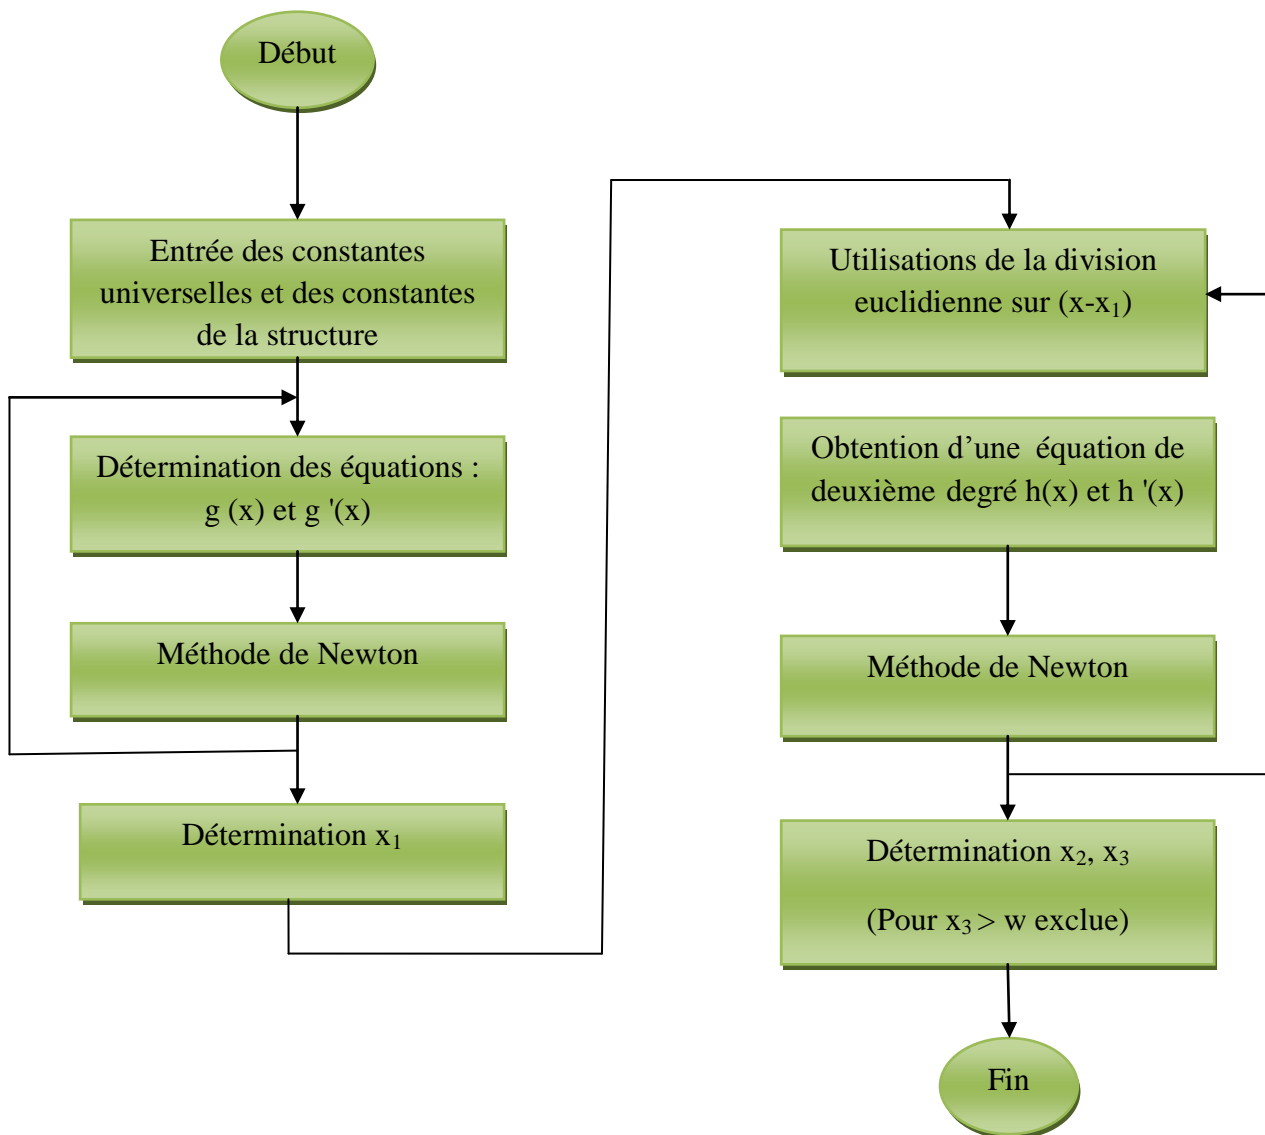 Début
Entrée des constantes
universelles et des constantes
de la structure
Détermination des équations :
g (x) et g '(x)
Méthode de Newton
Détermination x₁
Utilisations de la division
euclidienne sur (x-x₁)
Obtention d’une équation de
deuxième degré h(x) et h '(x)
Méthode de Newton
Détermination x₂, x₃
(Pour x₃ > w exclue)
Fin